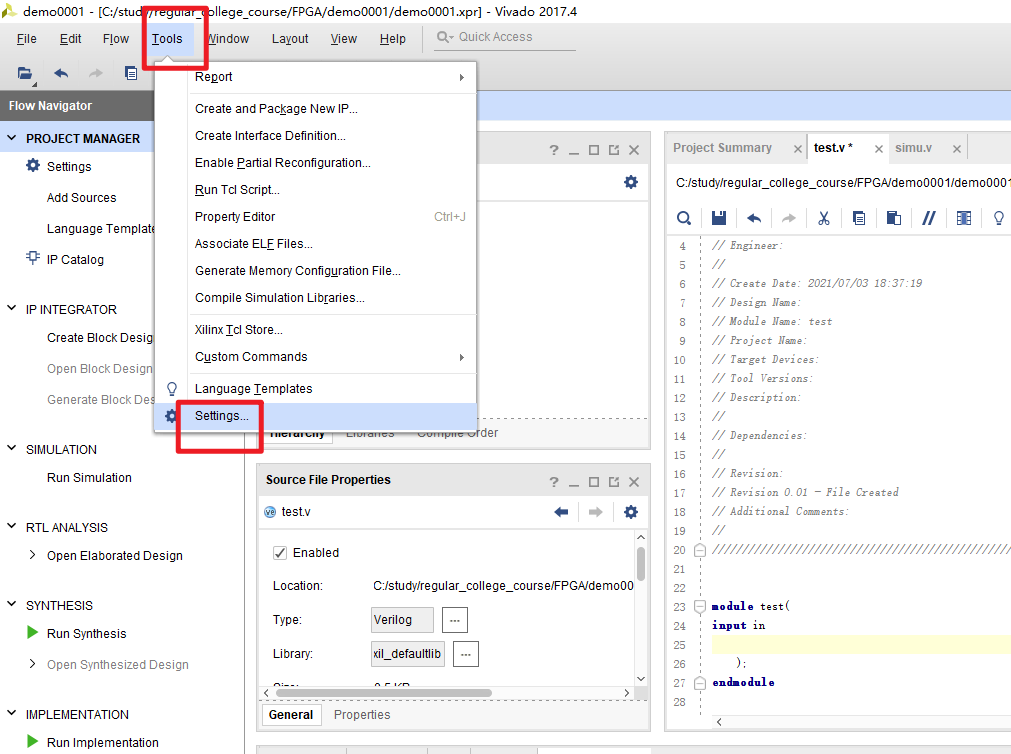 demo0001 - [C:/study/regular_college_course/FPGA/demo0001/demo0001.xpr] - Vivado 2017.4
File Edit Flow Tools Window Layout View Help Quick Access
Flow Navigator
PROJECT MANAGER
Settings
Add Sources
Language Template
IP Catalog
IP INTEGRATOR
Create Block Desig
Open Block Design
Generate Block Des
SIMULATION
Run Simulation
RTL ANALYSIS
Open Elaborated Design
SYNTHESIS
Run Synthesis
Open Synthesized Design
IMPLEMENTATION
Run Implementation
Report
Create and Package New IP...
Create Interface Definition...
Enable Partial Reconfiguration...
Run Tcl Script...
Property Editor Ctrl+J
Associate ELF Files...
Generate Memory Configuration File...
Compile Simulation Libraries...
Xilinx Tcl Store...
Custom Commands
Language Templates
Settings...
Hierarchy Libraries Compile Order
Source File Properties
test.v
Enabled
Location: C:/study/regular_college_course/FPGA/demo00
Type: Verilog ...
Library: xil_defaultlib ...
Size: 0.5 KB
General Properties
Project Summary test.v * simu.v
C:/study/regular_college_course/FPGA/demo0001/demo0001
4 // Engineer:
5 //
6 // Create Date: 2021/07/03 18:37:19
7 // Design Name:
8 // Module Name: test
9 // Project Name:
10 // Target Devices:
11 // Tool Versions:
12 // Description:
13 //
14 // Dependencies:
15 //
16 // Revision:
17 // Revision 0.01 - File Created
18 // Additional Comments:
19 //
20 ////////////////////////////////////////////////
21
22
23 module test(
24 input in
25
26 );
27 endmodule
28